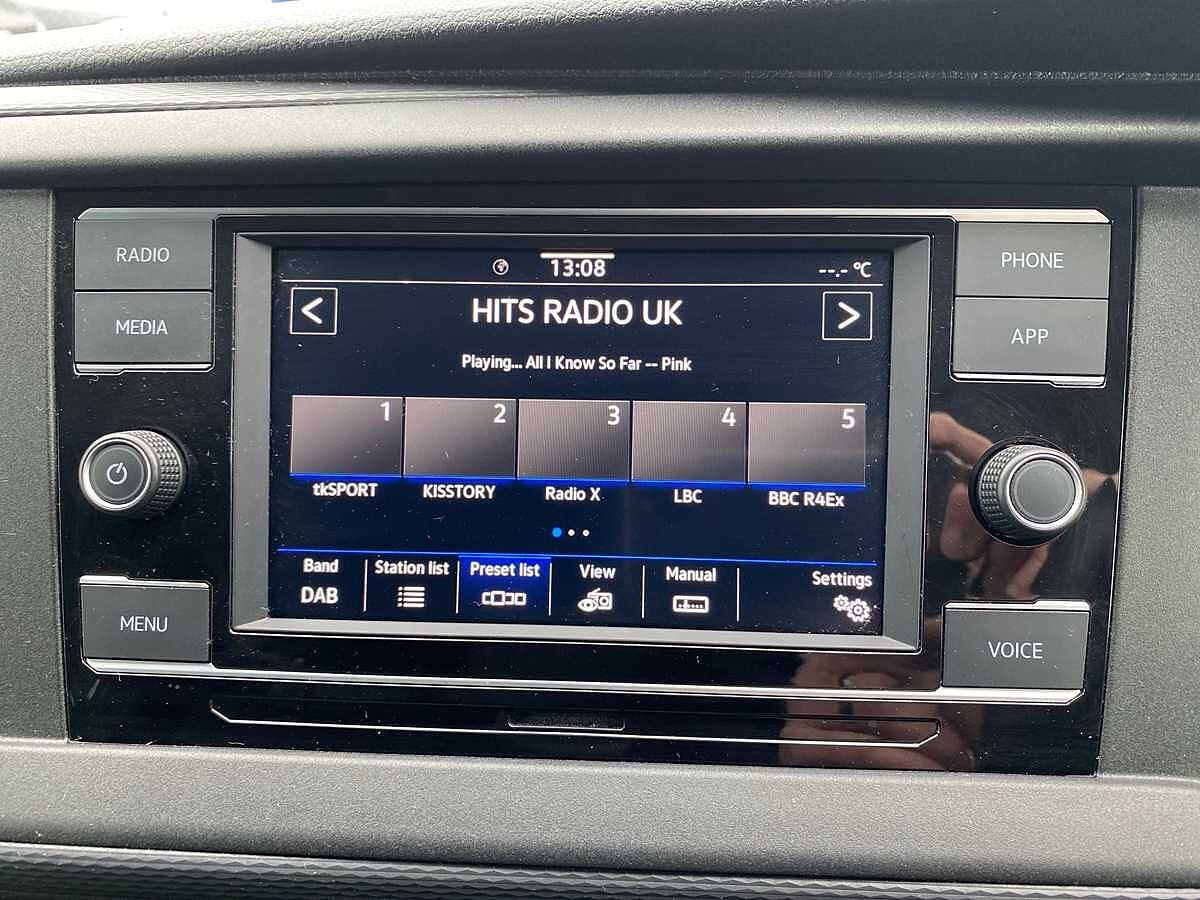 RADIO
MEDIA
MENU
13:08
--.- °C
<
HITS RADIO UK
>
Playing... All I Know So Far -- Pink
1
2
3
4
5
tkSPORT
KISSTORY
Radio X
LBC
BBC R4Ex
Band
DAB
Station list
Preset list
View
Manual
Settings
PHONE
APP
VOICE